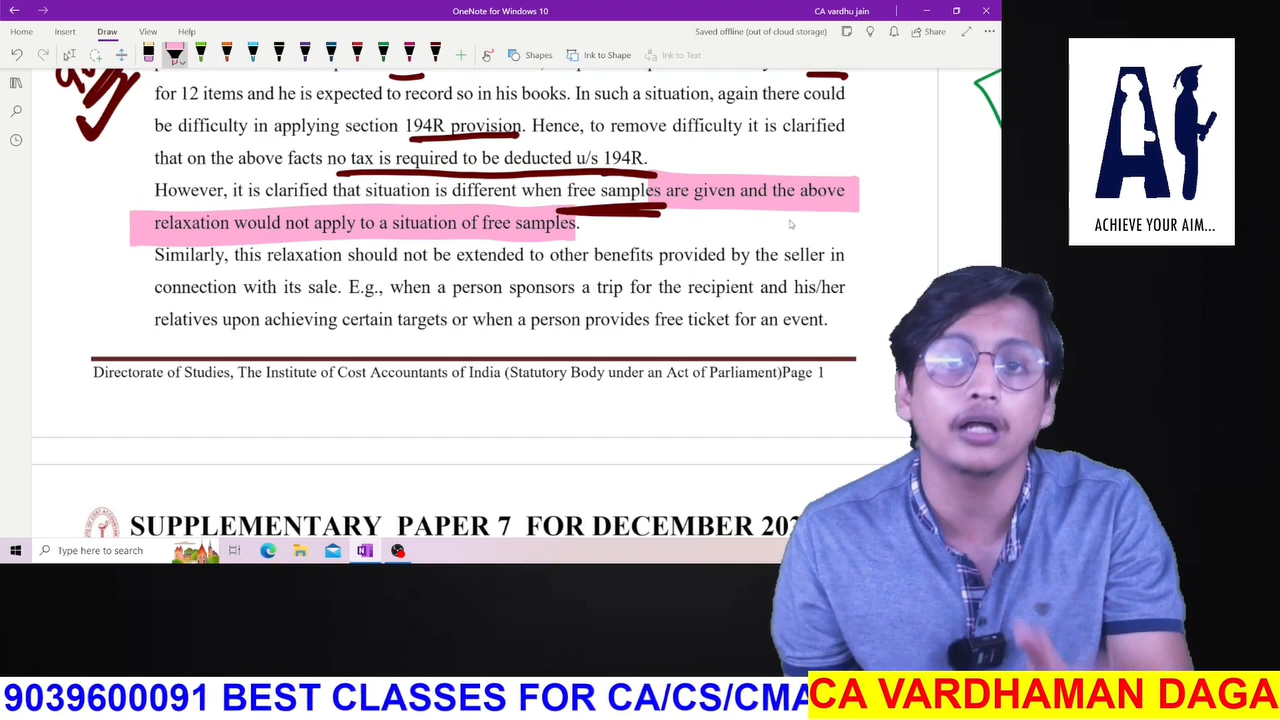 OneNote for Windows 10
CA vardhu jain
Home Insert Draw View Help
Saved offline (out of cloud storage)
Share
Shapes
Ink to Shape
Ink to Text
for 12 items and he is expected to record so in his books. In such a situation, again there could
be difficulty in applying section 194R provision. Hence, to remove difficulty it is clarified
that on the above facts no tax is required to be deducted u/s 194R.
However, it is clarified that situation is different when free samples are given and the above
relaxation would not apply to a situation of free samples.
Similarly, this relaxation should not be extended to other benefits provided by the seller in
connection with its sale. E.g., when a person sponsors a trip for the recipient and his/her
relatives upon achieving certain targets or when a person provides free ticket for an event.
Directorate of Studies, The Institute of Cost Accountants of India (Statutory Body under an Act of Parliament)Page 1
SUPPLEMENTARY PAPER 7 FOR DECEMBER
Type here to search
AI
ACHIEVE YOUR AIM...
9039600091 BEST CLASSES FOR CA/CS/CMA
CA VARDHAMAN DAGA